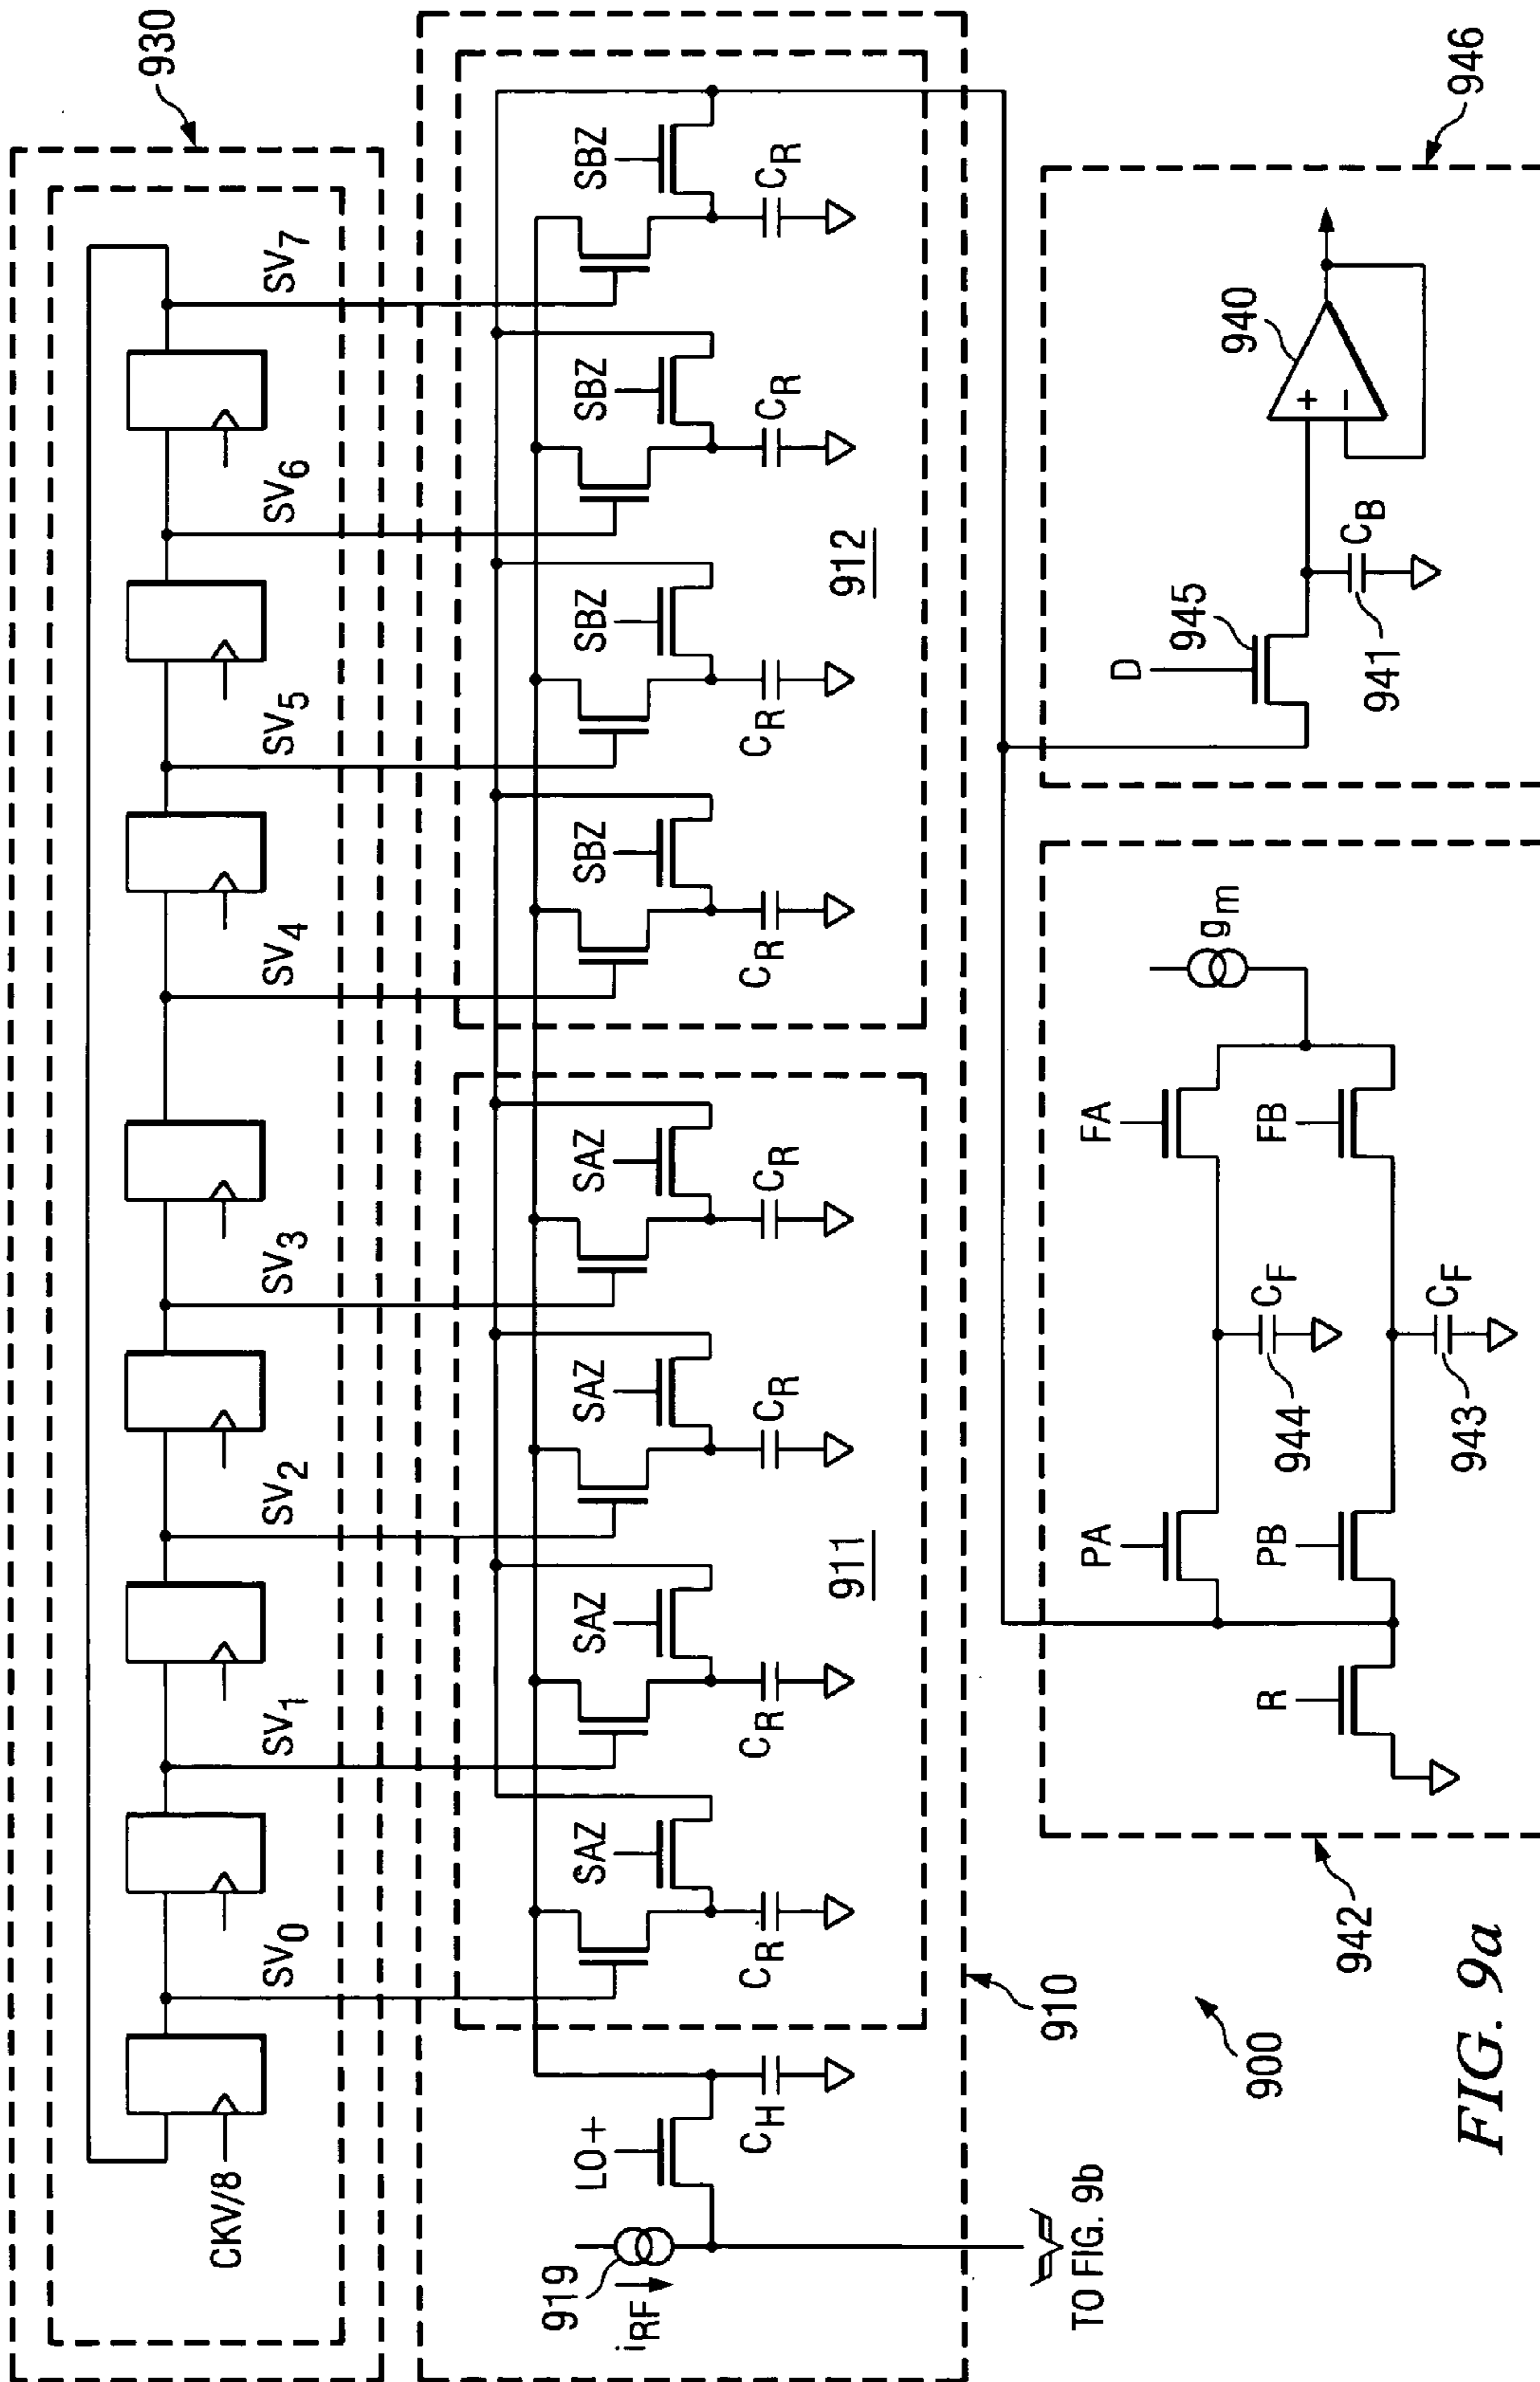 930
CKV/8
SV0
SV1
SV2
SV3
SV4
SV5
SV6
SV7
919
iRF
LO+
CH
TO FIG. 9b
SAZ
CR
SAZ
CR
SAZ
CR
SAZ
CR
911
SBZ
CR
SBZ
CR
SBZ
CR
SBZ
CR
912
910
900
942
R
PA
PB
944
CF
943
CF
FA
FB
gm
D
945
941
CB
940
+
−
946
FIG. 9a